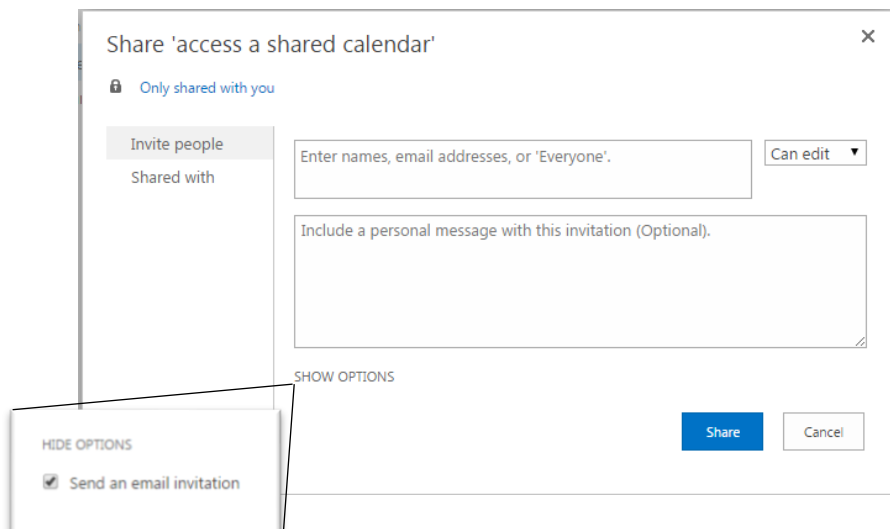 Share 'access a shared calendar'
Only shared with you
Invite people
Shared with
Enter names, email addresses, or 'Everyone'.
Can edit
Include a personal message with this invitation (Optional).
SHOW OPTIONS
Share
Cancel
HIDE OPTIONS
Send an email invitation